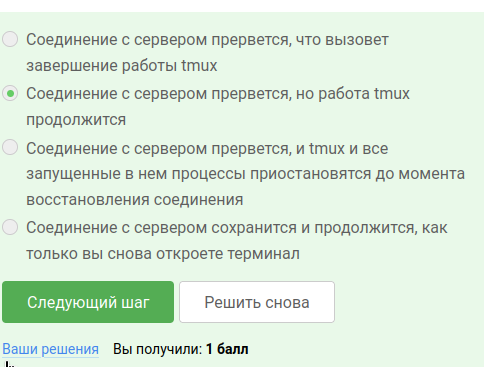 Соединение с сервером прервется, что вызовет
завершение работы tmux
Соединение с сервером прервется, но работа tmux
продолжится
Соединение с сервером прервется, и tmux и все
запущенные в нем процессы приостановятся до момента
восстановления соединения
Соединение с сервером сохранится и продолжится, как
только вы снова откроете терминал
Следующий шаг Решить снова
Ваши решения Вы получили: 1 балл